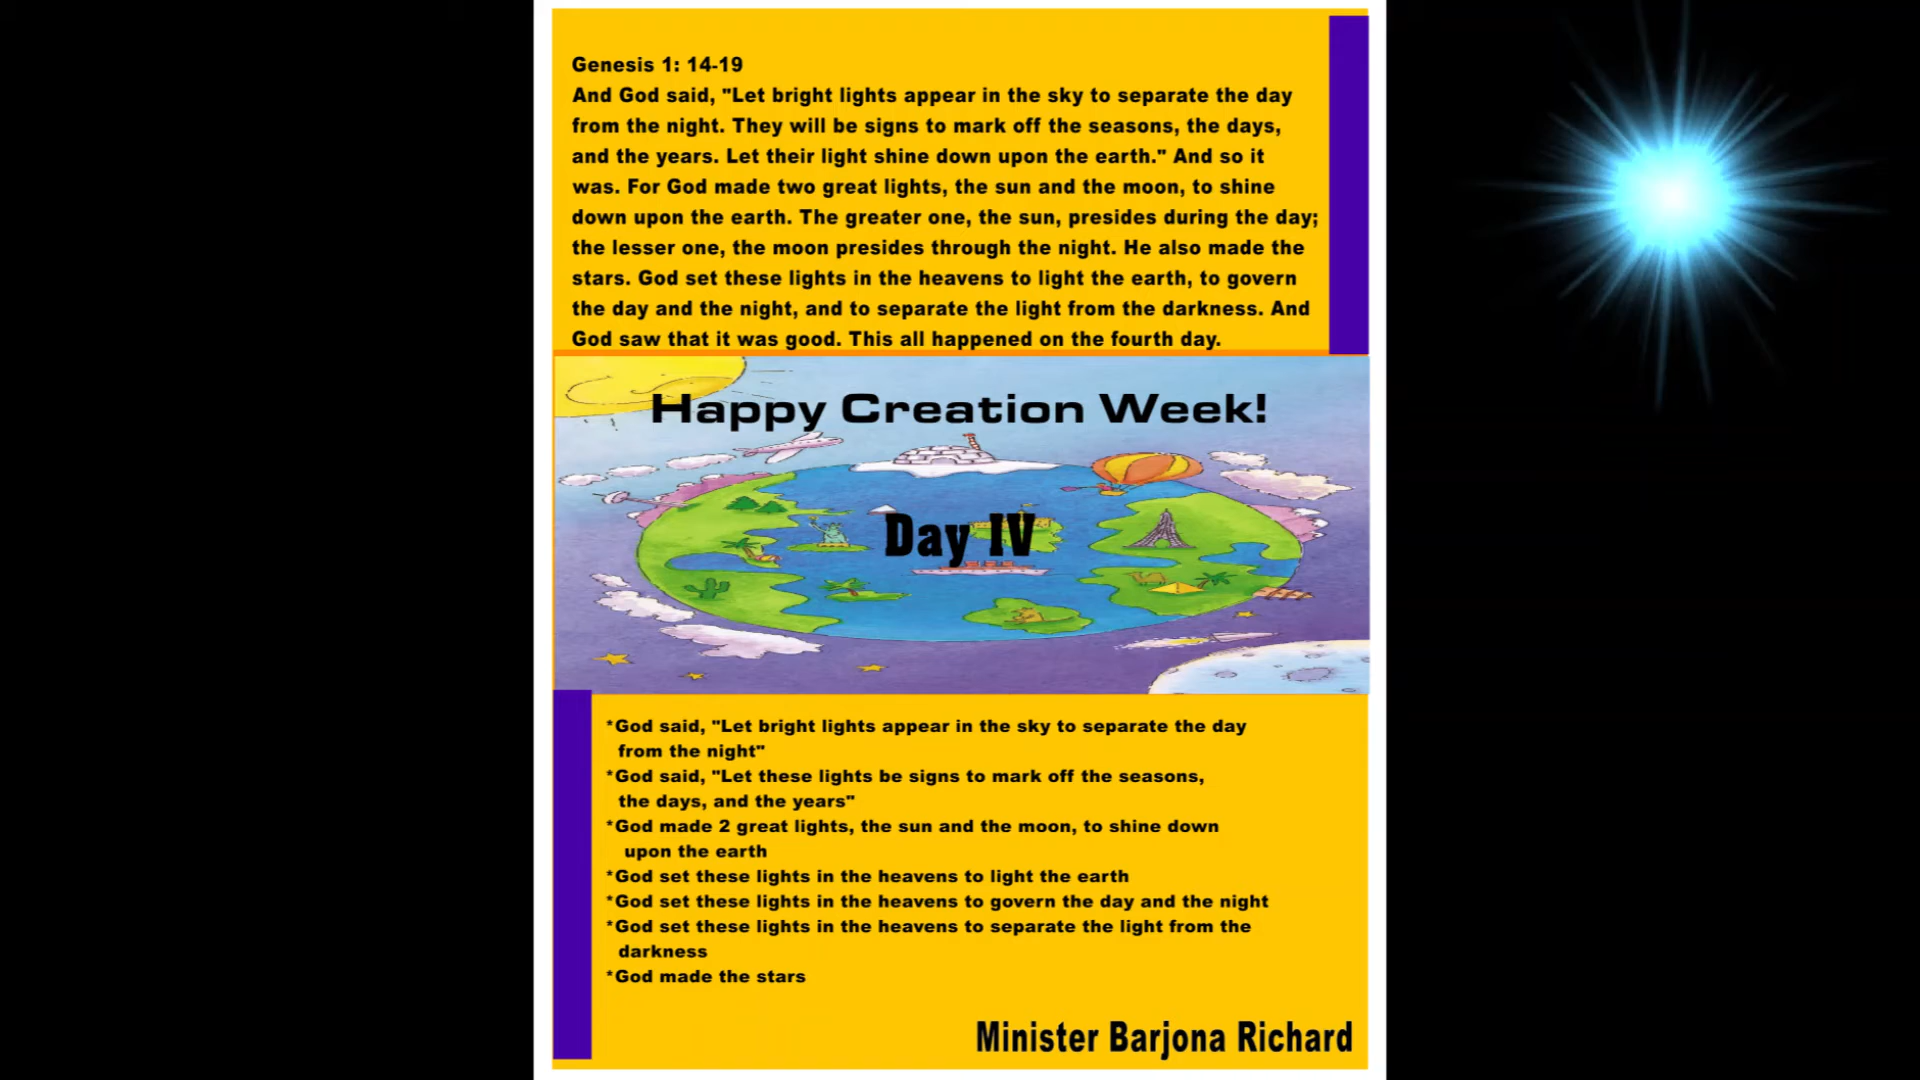 Genesis 1: 14-19
And God said, "Let bright lights appear in the sky to separate the day
from the night. They will be signs to mark off the seasons, the days,
and the years. Let their light shine down upon the earth." And so it
was. For God made two great lights, the sun and the moon, to shine
down upon the earth. The greater one, the sun, presides during the day;
the lesser one, the moon presides through the night. He also made the
stars. God set these lights in the heavens to light the earth, to govern
the day and the night, and to separate the light from the darkness. And
God saw that it was good. This all happened on the fourth day.
Happy Creation Week!
Day IV
*God said, "Let bright lights appear in the sky to separate the day
from the night"
*God said, "Let these lights be signs to mark off the seasons,
the days, and the years"
*God made 2 great lights, the sun and the moon, to shine down
upon the earth
*God set these lights in the heavens to light the earth
*God set these lights in the heavens to govern the day and the night
*God set these lights in the heavens to separate the light from the
darkness
*God made the stars
Minister Barjona Richard